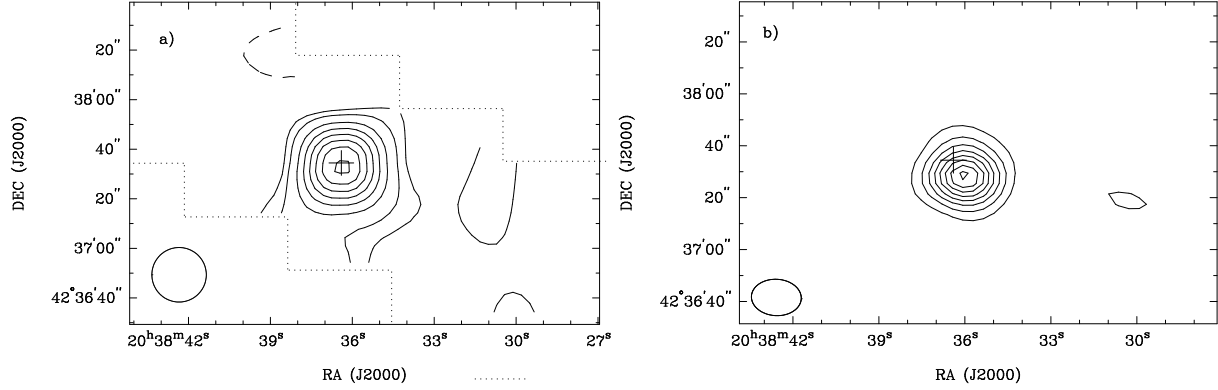 a)
20"
38'00"
40"
20"
37'00"
42°36'40"
DEC (J2000)
20ʰ38ᵐ42ˢ 39ˢ 36ˢ 33ˢ 30ˢ 27ˢ
RA (J2000)
b)
20"
38'00"
40"
20"
37'00"
42°36'40"
DEC (J2000)
20ʰ38ᵐ42ˢ 39ˢ 36ˢ 33ˢ 30ˢ
RA (J2000)